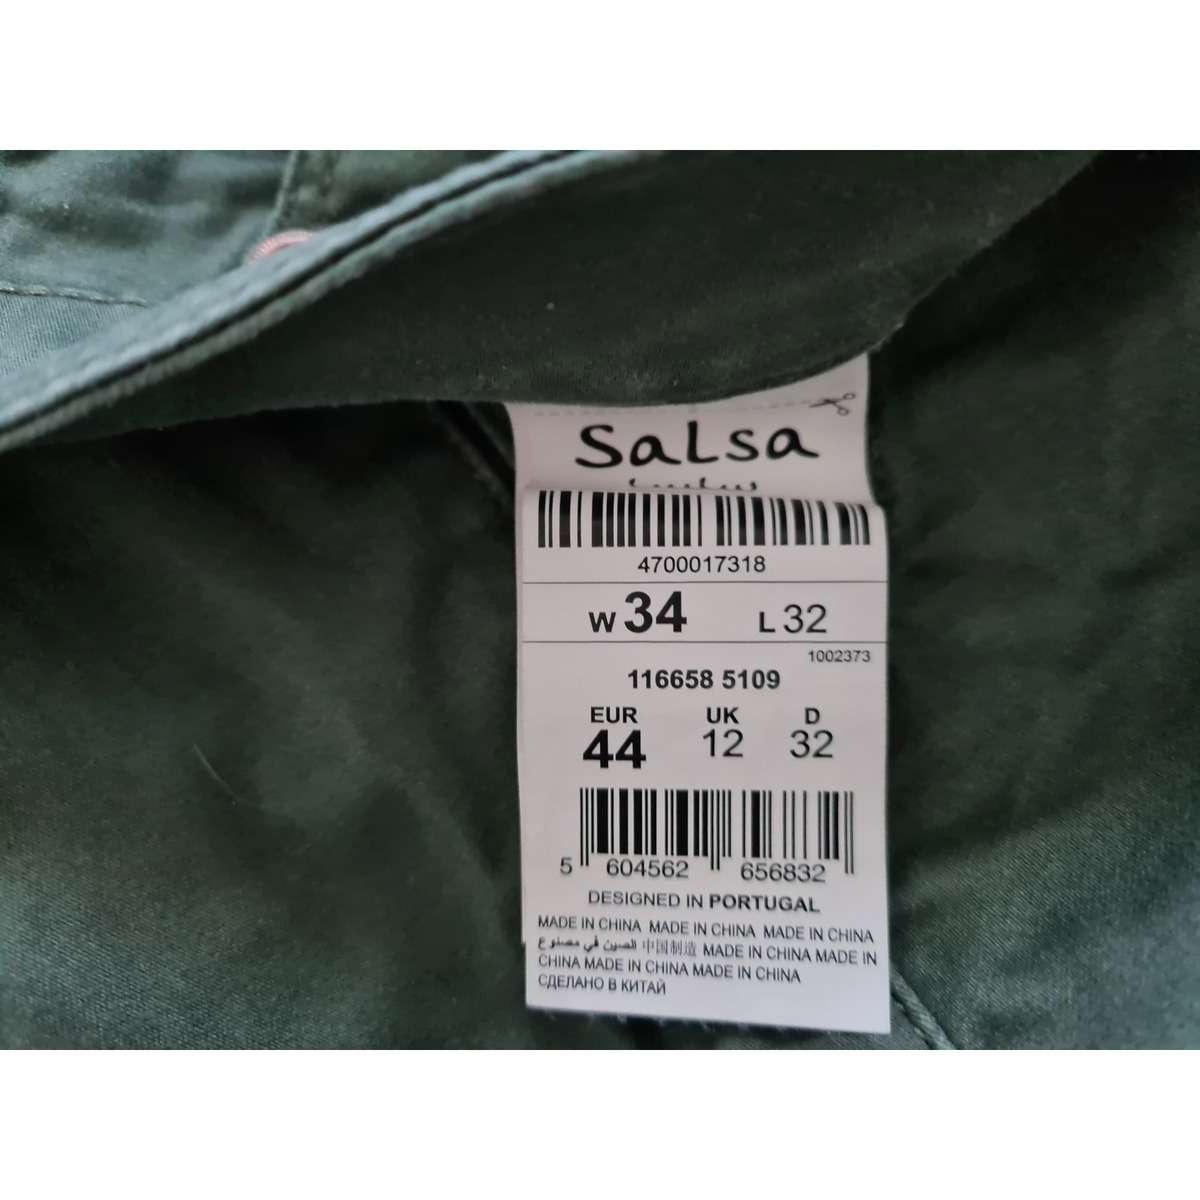 Salsa
4700017318
W 34 L 32
1002373
116658 5109
EUR UK D
44 12 32
5 604562 656832
DESIGNED IN PORTUGAL
MADE IN CHINA MADE IN CHINA MADE IN CHINA
الصين في مصنوع 中国制造 MADE IN CHINA MADE IN
CHINA MADE IN CHINA MADE IN CHINA
СДЕЛАНО В КИТАЙ